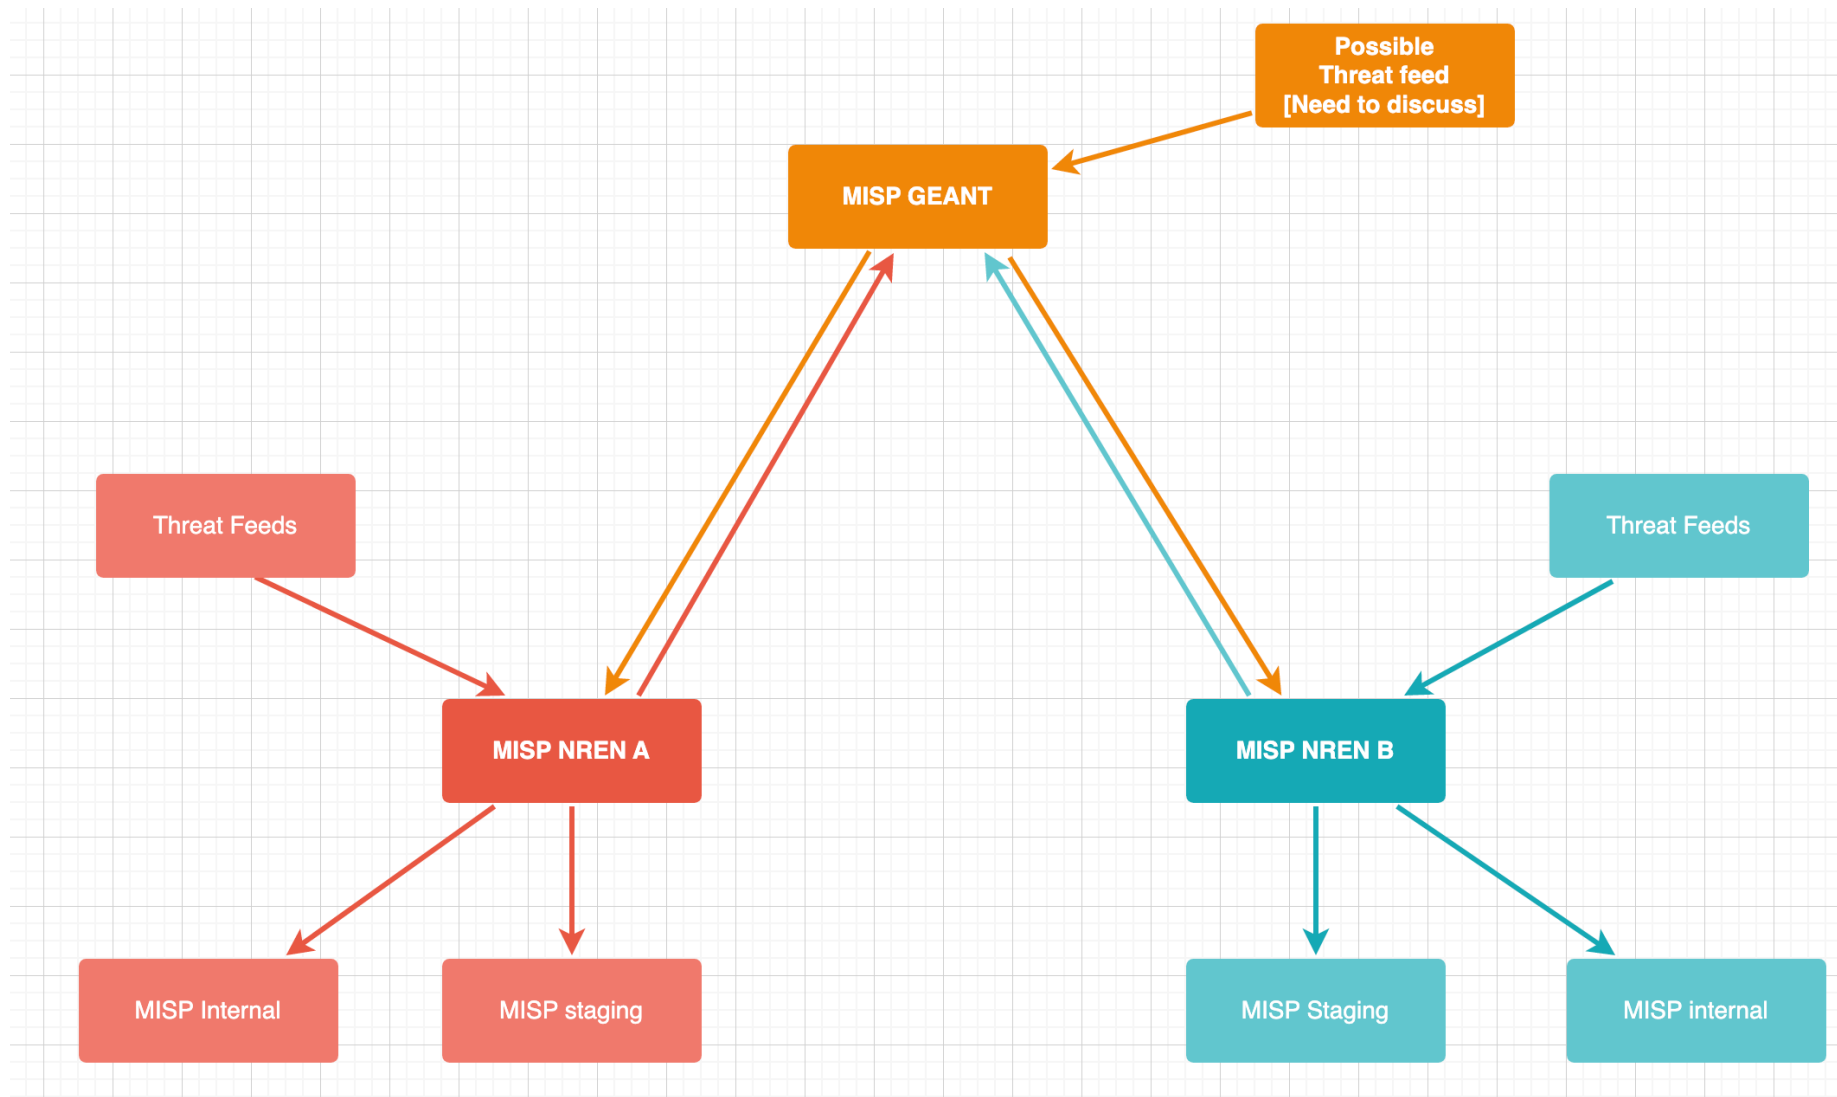 Possible
Threat feed
[Need to discuss]
MISP GEANT
Threat Feeds
Threat Feeds
MISP NREN A
MISP NREN B
MISP Internal
MISP staging
MISP Staging
MISP internal